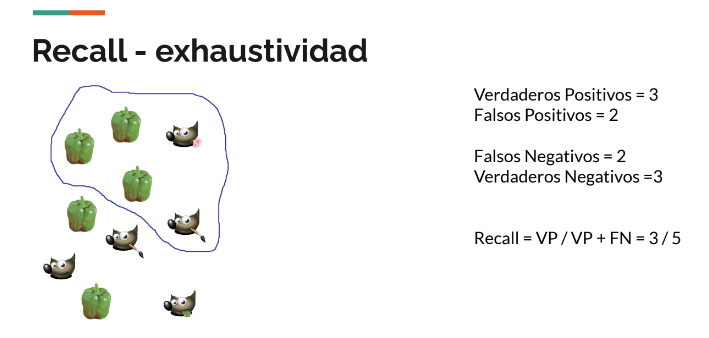 Recall - exhaustividad
Verdaderos Positivos = 3
Falsos Positivos = 2
Falsos Negativos = 2
Verdaderos Negativos =3
Recall = VP / VP + FN = 3 / 5